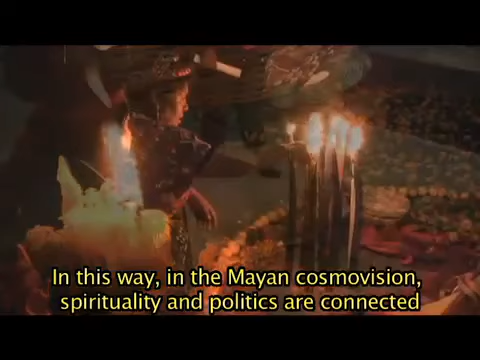 In this way, in the Mayan cosmovision,
spirituality and politics are connected